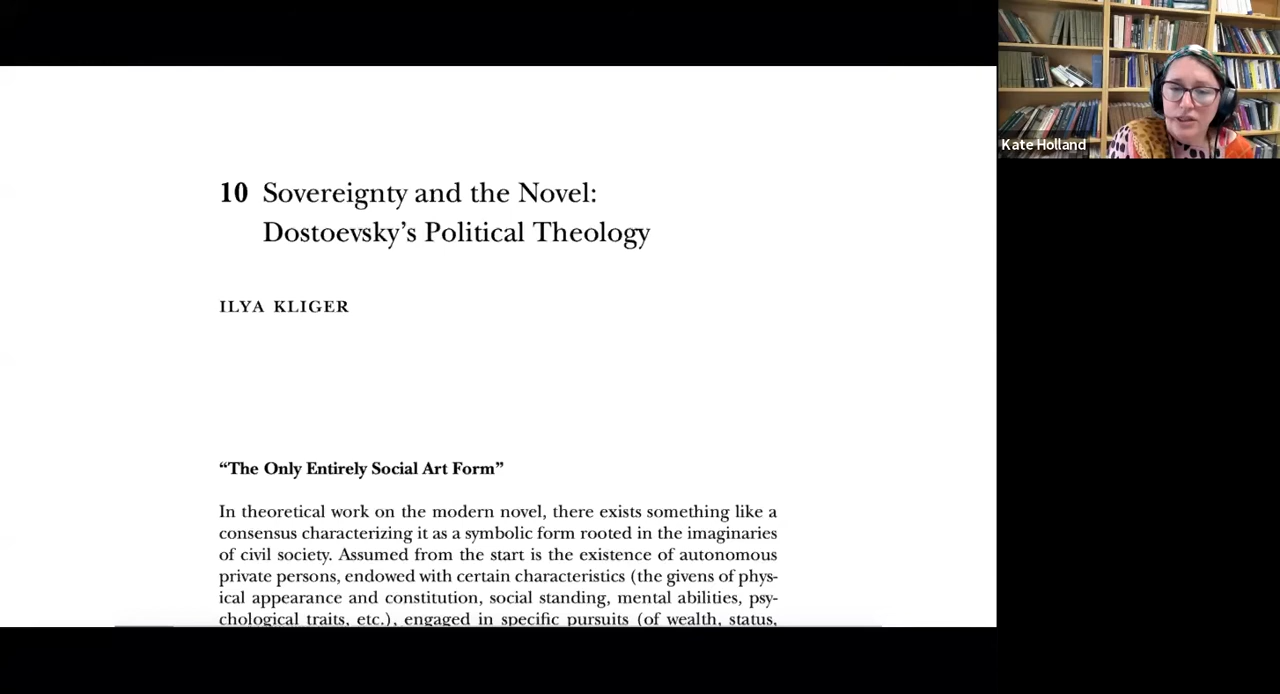 10 Sovereignty and the Novel:
Dostoevsky’s Political Theology
ILYA KLIGER
“The Only Entirely Social Art Form”
In theoretical work on the modern novel, there exists something like a
consensus characterizing it as a symbolic form rooted in the imaginaries
of civil society. Assumed from the start is the existence of autonomous
private persons, endowed with certain characteristics (the givens of phys-
ical appearance and constitution, social standing, mental abilities, psy-
chological traits, etc.), engaged in specific pursuits (of wealth, status,
Kate Holland